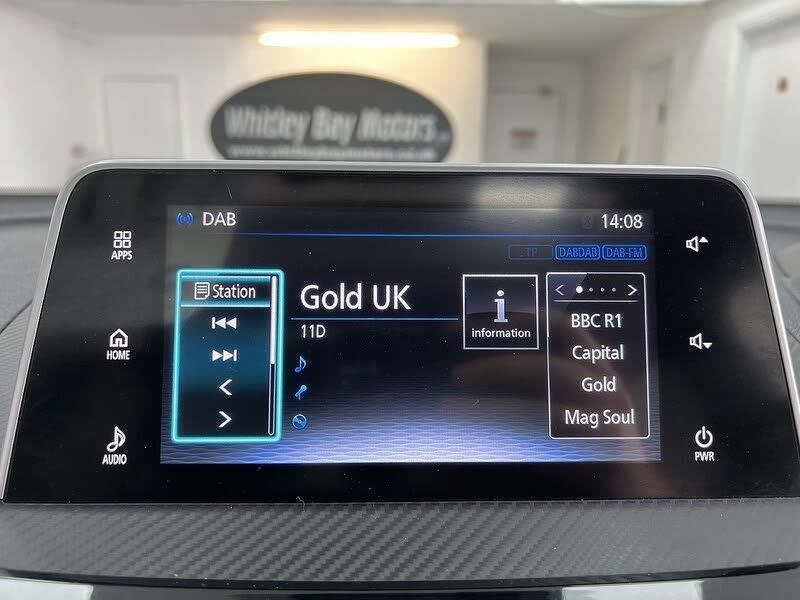 Whitley Bay Motors
DAB
14:08
TP
DABDAB
DAB-FM
APPS
HOME
AUDIO
Station
Gold UK
11D
i
information
BBC R1
Capital
Gold
Mag Soul
PWR